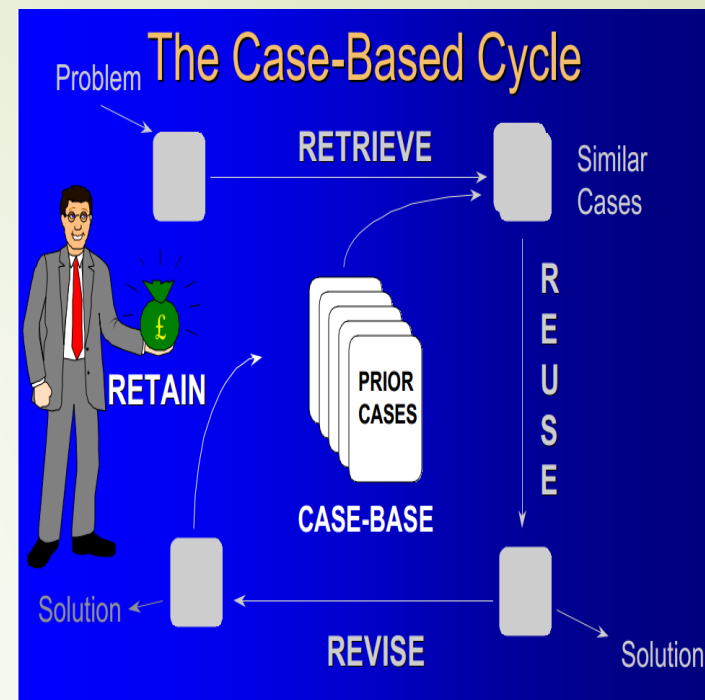 The Case-Based Cycle
Problem
RETRIEVE
Similar
Cases
R
E
U
S
E
£
RETAIN
PRIOR
CASES
CASE-BASE
Solution
REVISE
Solution